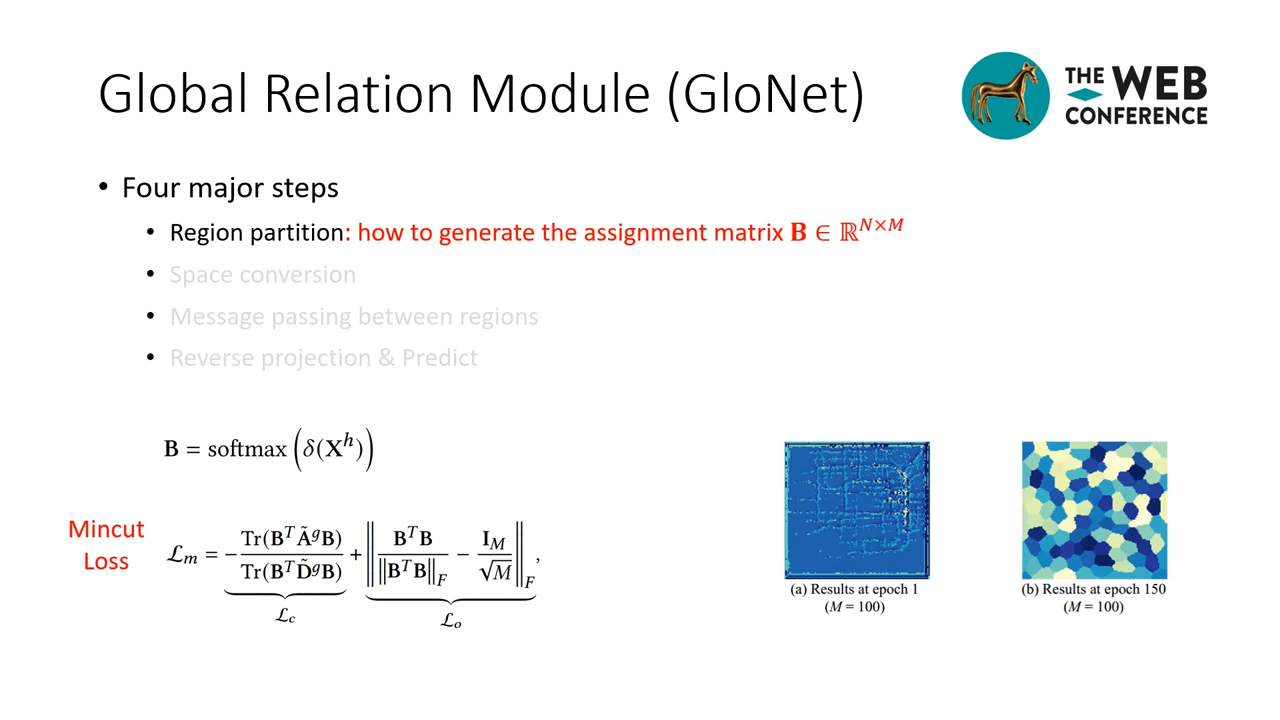 Global Relation Module (GloNet)
THE WEB
CONFERENCE
• Four major steps
• Region partition: how to generate the assignment matrix 𝐁 ∈ ℝ^{N×M}
• Space conversion
• Message passing between regions
• Reverse projection & Predict
B = softmax (δ(X^h))
Mincut
Loss
ℒ_m = − Tr(B^T Ã^g B) / Tr(B^T D̃^g B) + ‖ B^T B / ‖B^T B‖_F − I_M / √M ‖_F ,
ℒ_c
ℒ_o
(a) Results at epoch 1
(M = 100)
(b) Results at epoch 150
(M = 100)